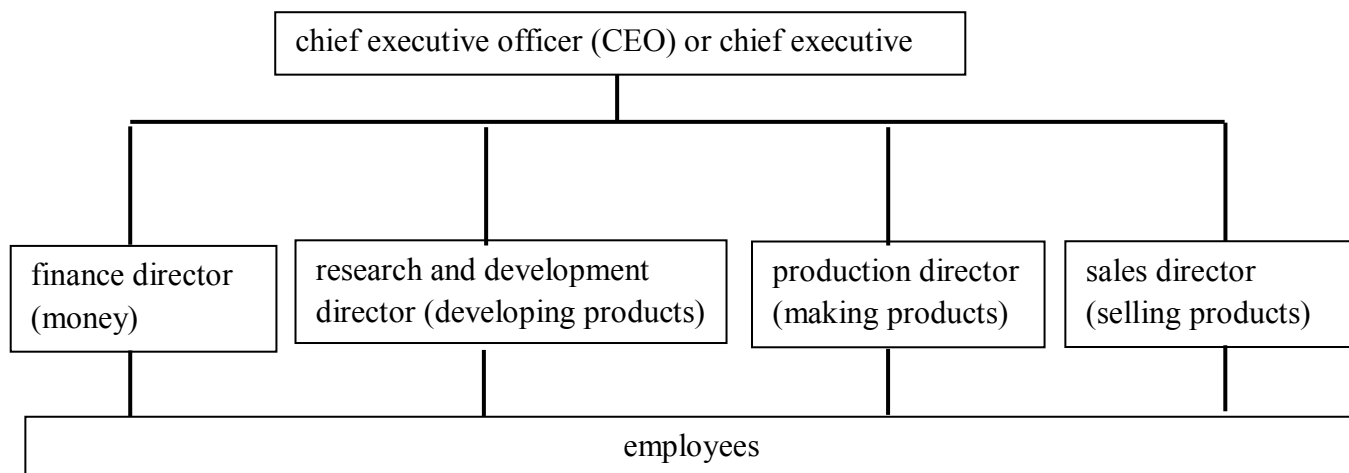 chief executive officer (CEO) or chief executive
finance director
(money)
research and development
director (developing products)
production director
(making products)
sales director
(selling products)
employees